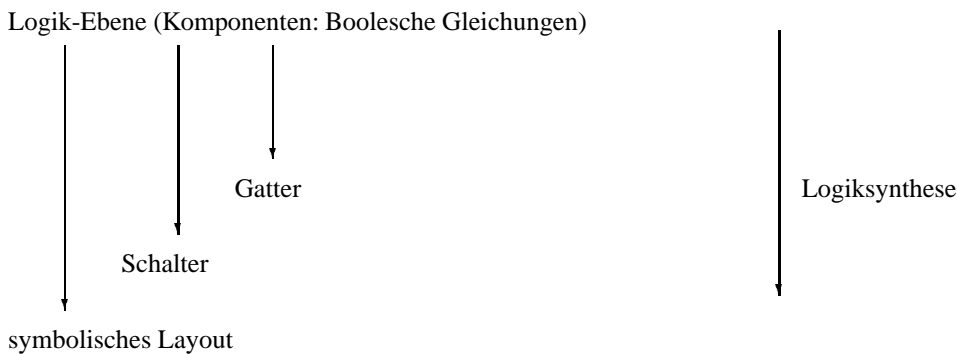 Logik-Ebene (Komponenten: Boolesche Gleichungen)
Gatter
Logiksynthese
Schalter
symbolisches Layout